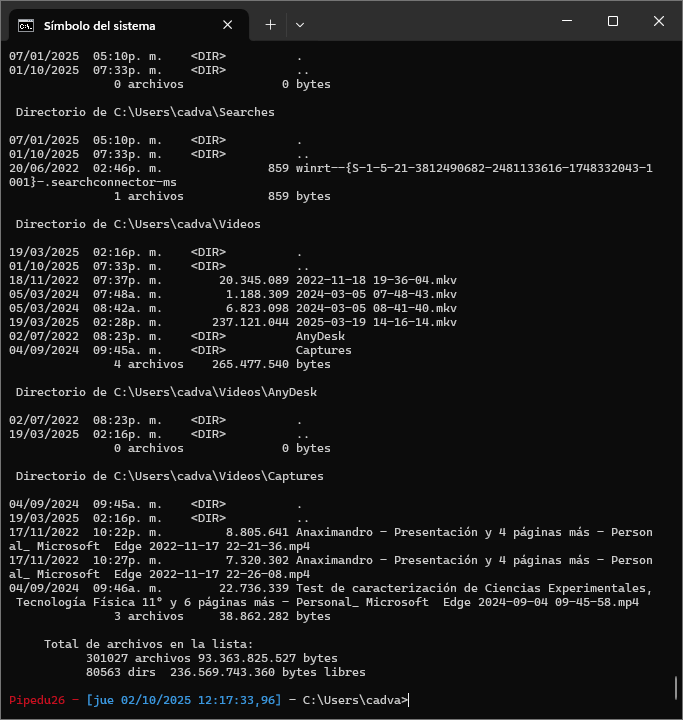 Símbolo del sistema
07/01/2025  05:10p. m.    <DIR>          .
01/10/2025  07:33p. m.    <DIR>          ..
               0 archivos              0 bytes
 Directorio de C:\Users\cadva\Searches
07/01/2025  05:10p. m.    <DIR>          .
01/10/2025  07:33p. m.    <DIR>          ..
20/06/2022  02:46p. m.               859 winrt--{S-1-5-21-3812490682-2481133616-1748332043-1
001}-.searchconnector-ms
               1 archivos            859 bytes
 Directorio de C:\Users\cadva\Videos
19/03/2025  02:16p. m.    <DIR>          .
01/10/2025  07:33p. m.    <DIR>          ..
18/11/2022  07:37p. m.        20.345.089 2022-11-18 19-36-04.mkv
05/03/2024  07:48a. m.         1.188.309 2024-03-05 07-48-43.mkv
05/03/2024  08:42a. m.         6.823.098 2024-03-05 08-41-40.mkv
19/03/2025  02:28p. m.       237.121.044 2025-03-19 14-16-14.mkv
02/07/2022  08:23p. m.    <DIR>          AnyDesk
04/09/2024  09:45a. m.    <DIR>          Captures
               4 archivos    265.477.540 bytes
 Directorio de C:\Users\cadva\Videos\AnyDesk
02/07/2022  08:23p. m.    <DIR>          .
19/03/2025  02:16p. m.    <DIR>          ..
               0 archivos              0 bytes
 Directorio de C:\Users\cadva\Videos\Captures
04/09/2024  09:45a. m.    <DIR>          .
19/03/2025  02:16p. m.    <DIR>          ..
17/11/2022  10:22p. m.         8.805.641 Anaximandro - Presentación y 4 páginas más - Person
al_ Microsoft  Edge 2022-11-17 22-21-36.mp4
17/11/2022  10:27p. m.         7.320.302 Anaximandro - Presentación y 4 páginas más - Person
al_ Microsoft  Edge 2022-11-17 22-26-08.mp4
04/09/2024  09:46a. m.        22.736.339 Test de caracterización de Ciencias Experimentales,
 Tecnología Física 11° y 6 páginas más - Personal_ Microsoft  Edge 2024-09-04 09-45-58.mp4
               3 archivos     38.862.282 bytes
     Total de archivos en la lista:
           301027 archivos 93.363.825.527 bytes
           80563 dirs  236.569.743.360 bytes libres
Pipedu26 - [jue 02/10/2025 12:17:33,96] - C:\Users\cadva>